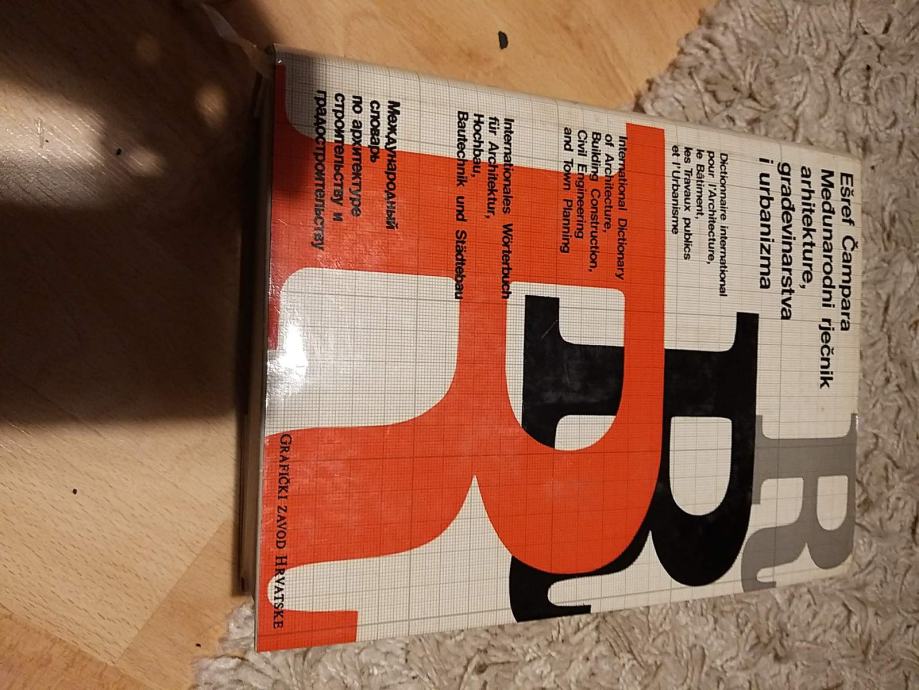 Ešref Čampara
Međunarodni rječnik
arhitekture,
građevinarstva
i urbanizma
Dictionnaire international
pour l'Architecture,
le Bâtiment,
les Travaux publics
et l'Urbanisme
International Dictionary
of Architecture,
Building Construction,
Civil Engineering
and Town Planning
Internationales Wörterbuch
für Architektur,
Hochbau,
Bautechnik und Städtebau
Международный
словарь
по архитектуре
строительству и
градостроительству
R
R
R
GRAFIČKI ZAVOD HRVATSKE